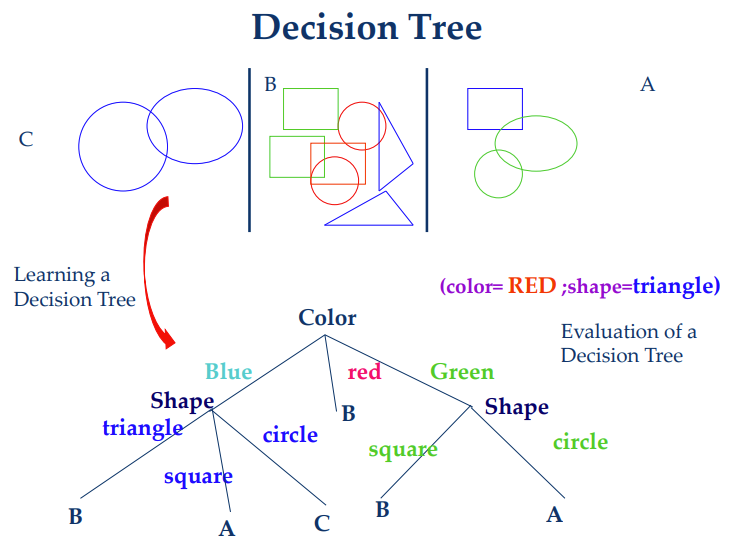 Decision Tree
C
B
A
Learning a
Decision Tree
(color= RED ;shape=triangle)
Evaluation of a
Decision Tree
Color
Blue
red
Green
Shape
B
Shape
triangle
circle
square
circle
square
B
A
C
B
A